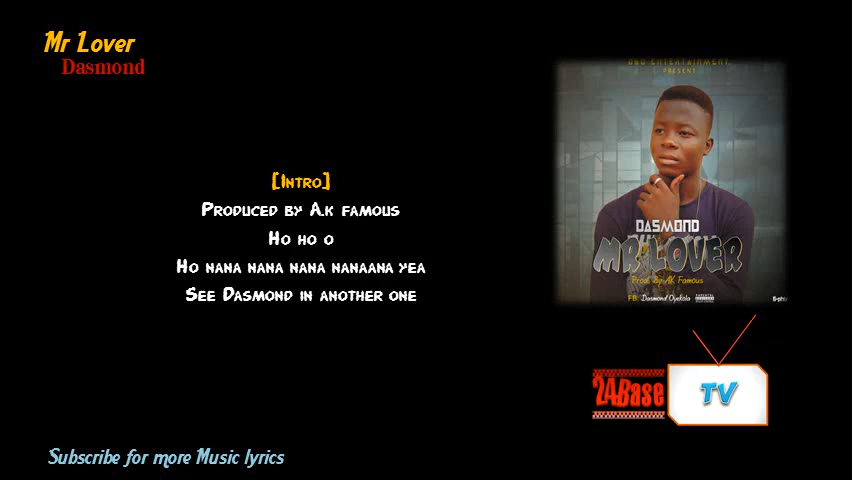 Mr Lover
Dasmond
[Intro]
Produced by A.k famous
Ho ho o
Ho nana nana nana nanaana yea
See Dasmond in another one
PRESENT
DASMOND
MR LOVER
Prod. By AK Famous
FB: Dasmond Oyekola
24Base
TV
Subscribe for more Music lyrics